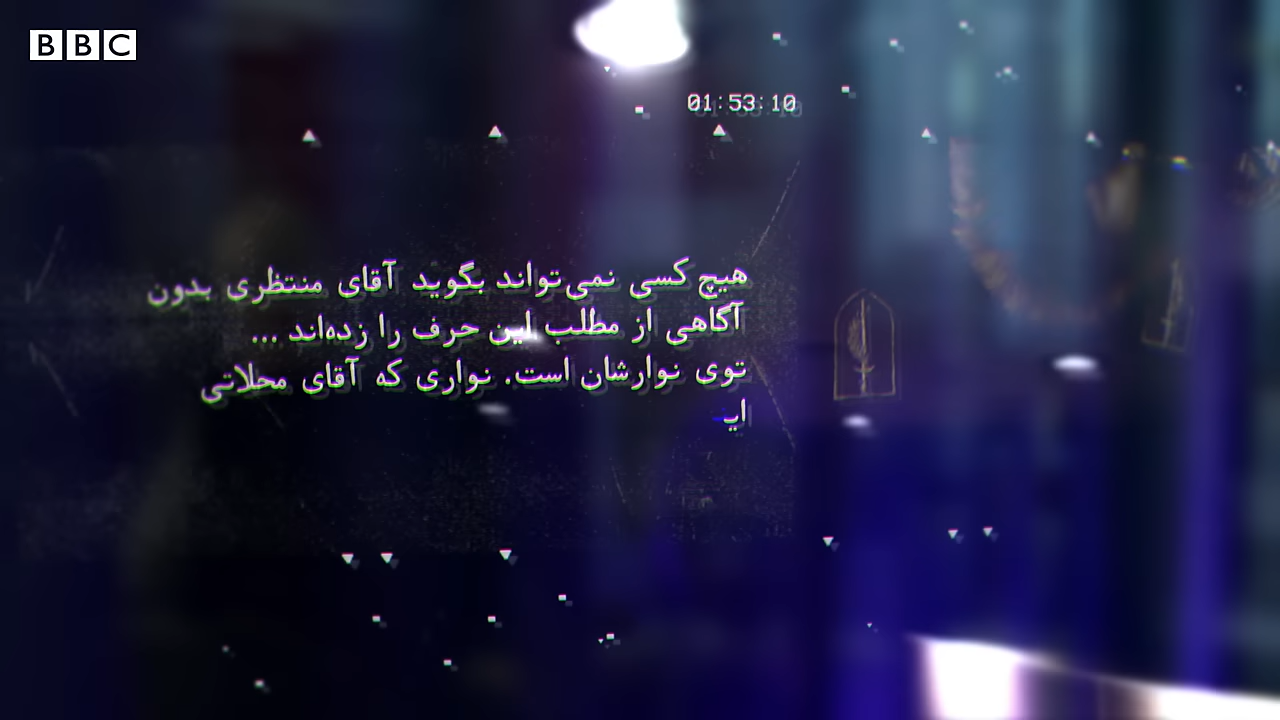 BBC
01:53:10
هیچ کسی نمی‌تواند بگوید آقای منتظری بدون
آگاهی از مطلب این حرف را زده‌اند ...
توی نوارشان است. نواری که آقای محلاتی
ایـ